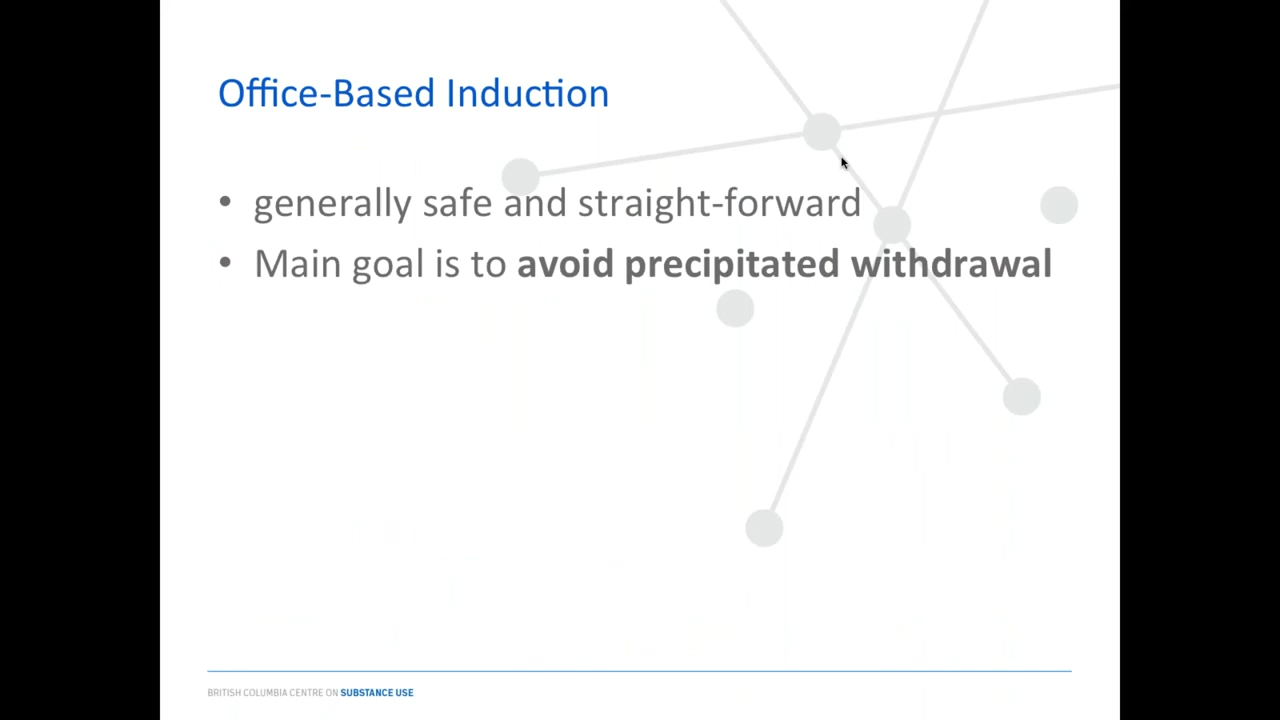 Office-Based Induction
• generally safe and straight-forward
• Main goal is to avoid precipitated withdrawal
BRITISH COLUMBIA CENTRE ON SUBSTANCE USE